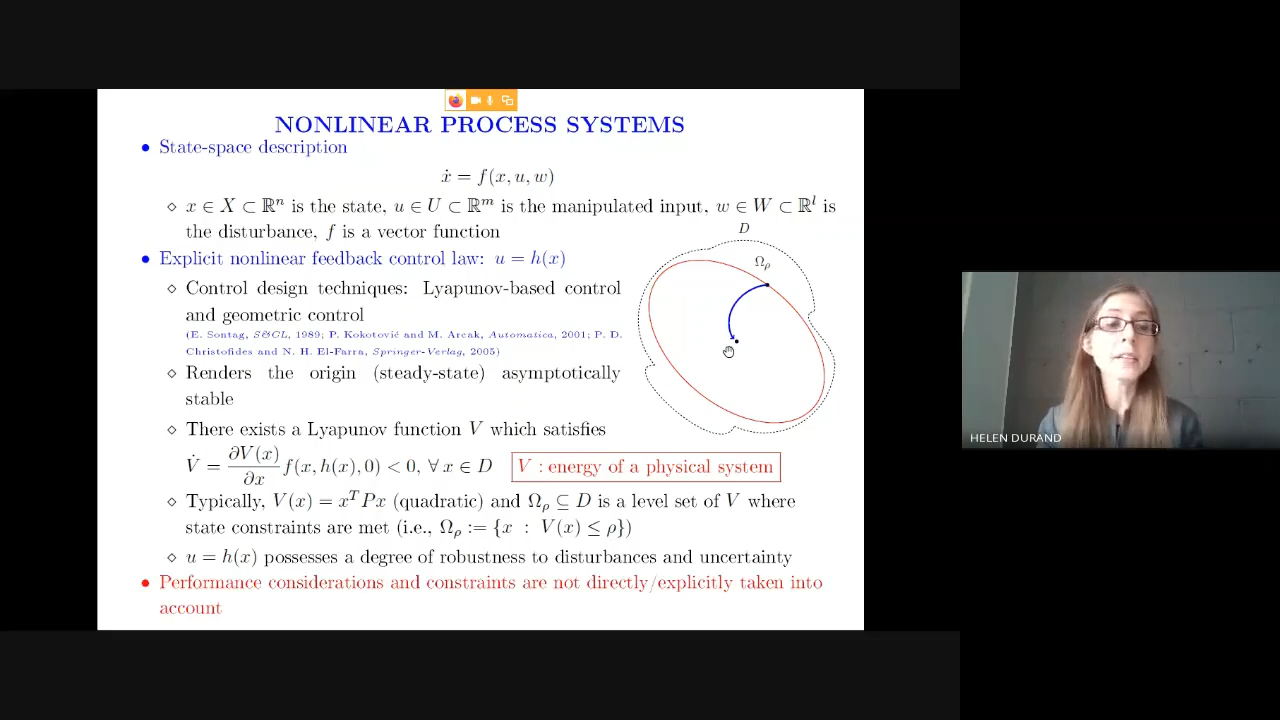 NONLINEAR PROCESS SYSTEMS
• State-space description
ẋ = f(x, u, w)
⋄ x ∈ X ⊂ ℝⁿ is the state, u ∈ U ⊂ ℝᵐ is the manipulated input, w ∈ W ⊂ ℝˡ is
the disturbance, f is a vector function
D
• Explicit nonlinear feedback control law: u = h(x)
Ωρ
⋄ Control design techniques: Lyapunov-based control
and geometric control
(E. Sontag, S&CL, 1989; P. Kokotović and M. Arcak, Automatica, 2001; P. D.
Christofides and N. H. El-Farra, Springer-Verlag, 2005)
⋄ Renders the origin (steady-state) asymptotically
stable
⋄ There exists a Lyapunov function V which satisfies
V̇ = ∂V(x)/∂x f(x, h(x), 0) < 0, ∀ x ∈ D
V : energy of a physical system
⋄ Typically, V(x) = xᵀPx (quadratic) and Ωρ ⊆ D is a level set of V where
state constraints are met (i.e., Ωρ := {x : V(x) ≤ ρ})
⋄ u = h(x) possesses a degree of robustness to disturbances and uncertainty
• Performance considerations and constraints are not directly/explicitly taken into
account
HELEN DURAND